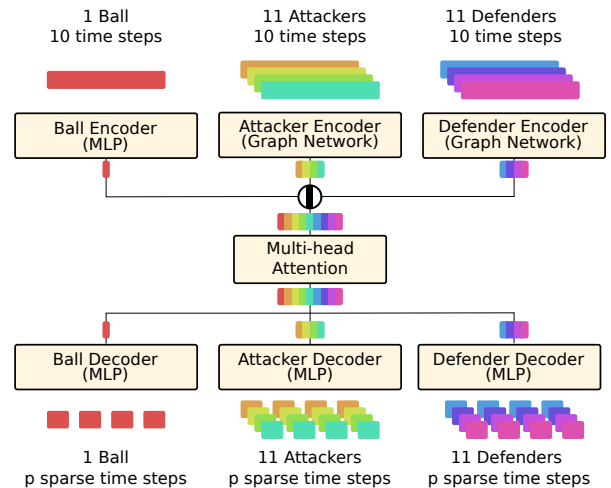 1 Ball
10 time steps
11 Attackers
10 time steps
11 Defenders
10 time steps
Ball Encoder
(MLP)
Attacker Encoder
(Graph Network)
Defender Encoder
(Graph Network)
Multi-head
Attention
Ball Decoder
(MLP)
Attacker Decoder
(MLP)
Defender Decoder
(MLP)
1 Ball
p sparse time steps
11 Attackers
p sparse time steps
11 Defenders
p sparse time steps